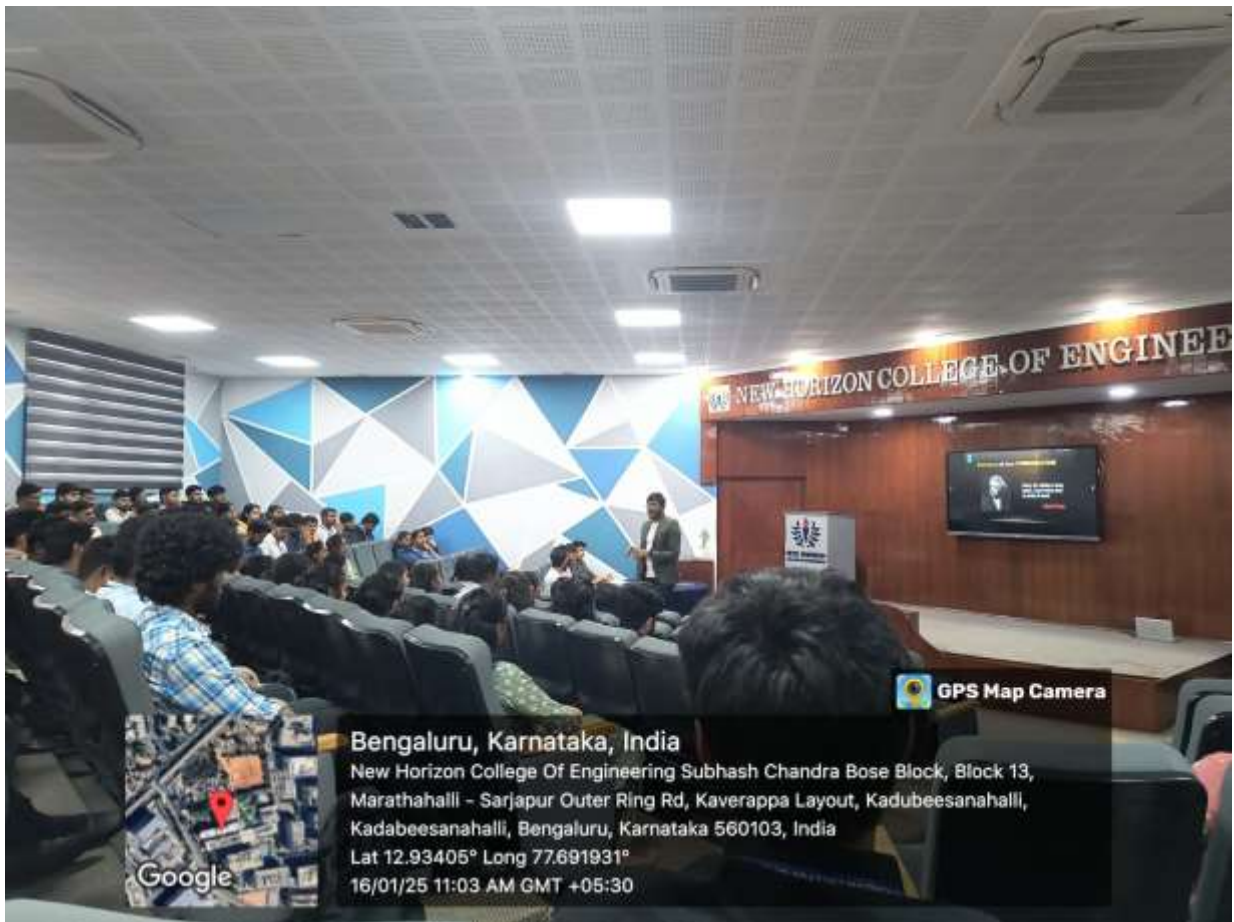 NEW HORIZON COLLEGE OF ENGINEE
GPS Map Camera
Bengaluru, Karnataka, India
New Horizon College Of Engineering Subhash Chandra Bose Block, Block 13,
Marathahalli – Sarjapur Outer Ring Rd, Kaverappa Layout, Kadubeesanahalli,
Kadabeesanahalli, Bengaluru, Karnataka 560103, India
Lat 12.93405° Long 77.691931°
16/01/25 11:03 AM GMT +05:30
Google